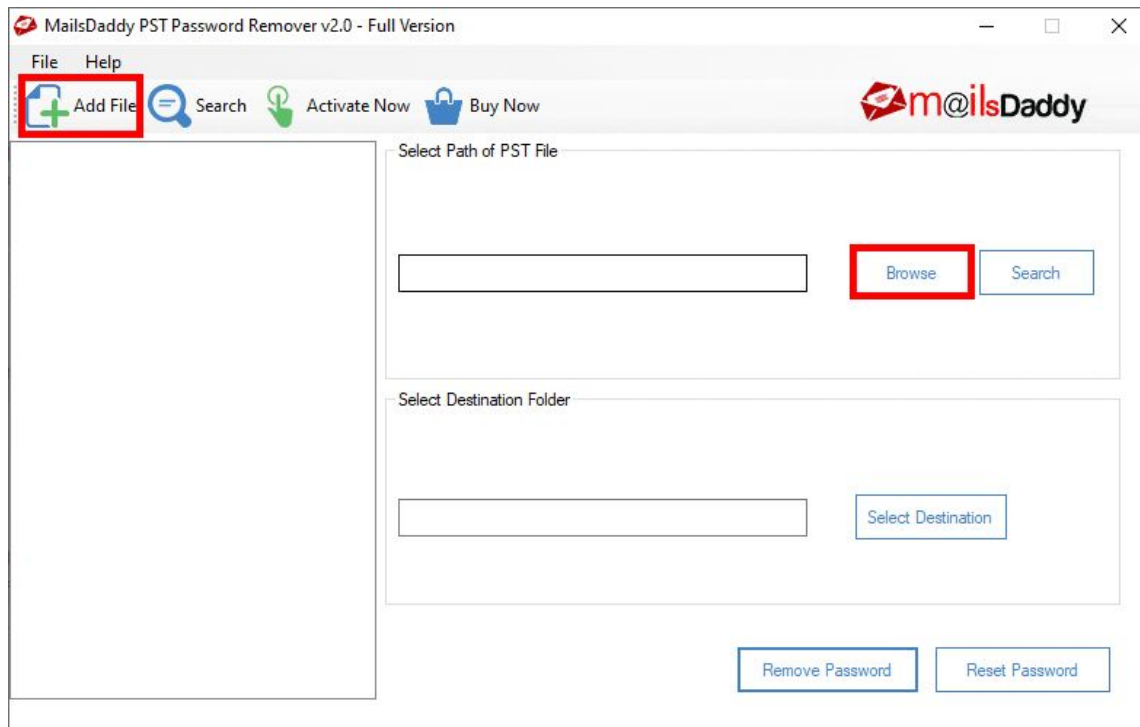 MailsDaddy PST Password Remover v2.0 - Full Version
File Help
Add File Search Activate Now Buy Now m@ilsDaddy
Select Path of PST File
Browse Search
Select Destination Folder
Select Destination
Remove Password Reset Password